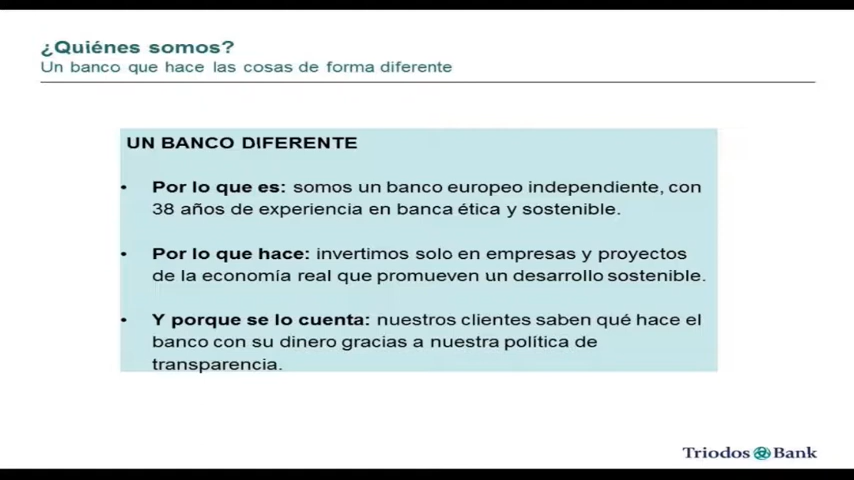 ¿Quiénes somos?
Un banco que hace las cosas de forma diferente
UN BANCO DIFERENTE
• Por lo que es: somos un banco europeo independiente, con
38 años de experiencia en banca ética y sostenible.
• Por lo que hace: invertimos solo en empresas y proyectos
de la economía real que promueven un desarrollo sostenible.
• Y porque se lo cuenta: nuestros clientes saben qué hace el
banco con su dinero gracias a nuestra política de
transparencia.
Triodos Bank